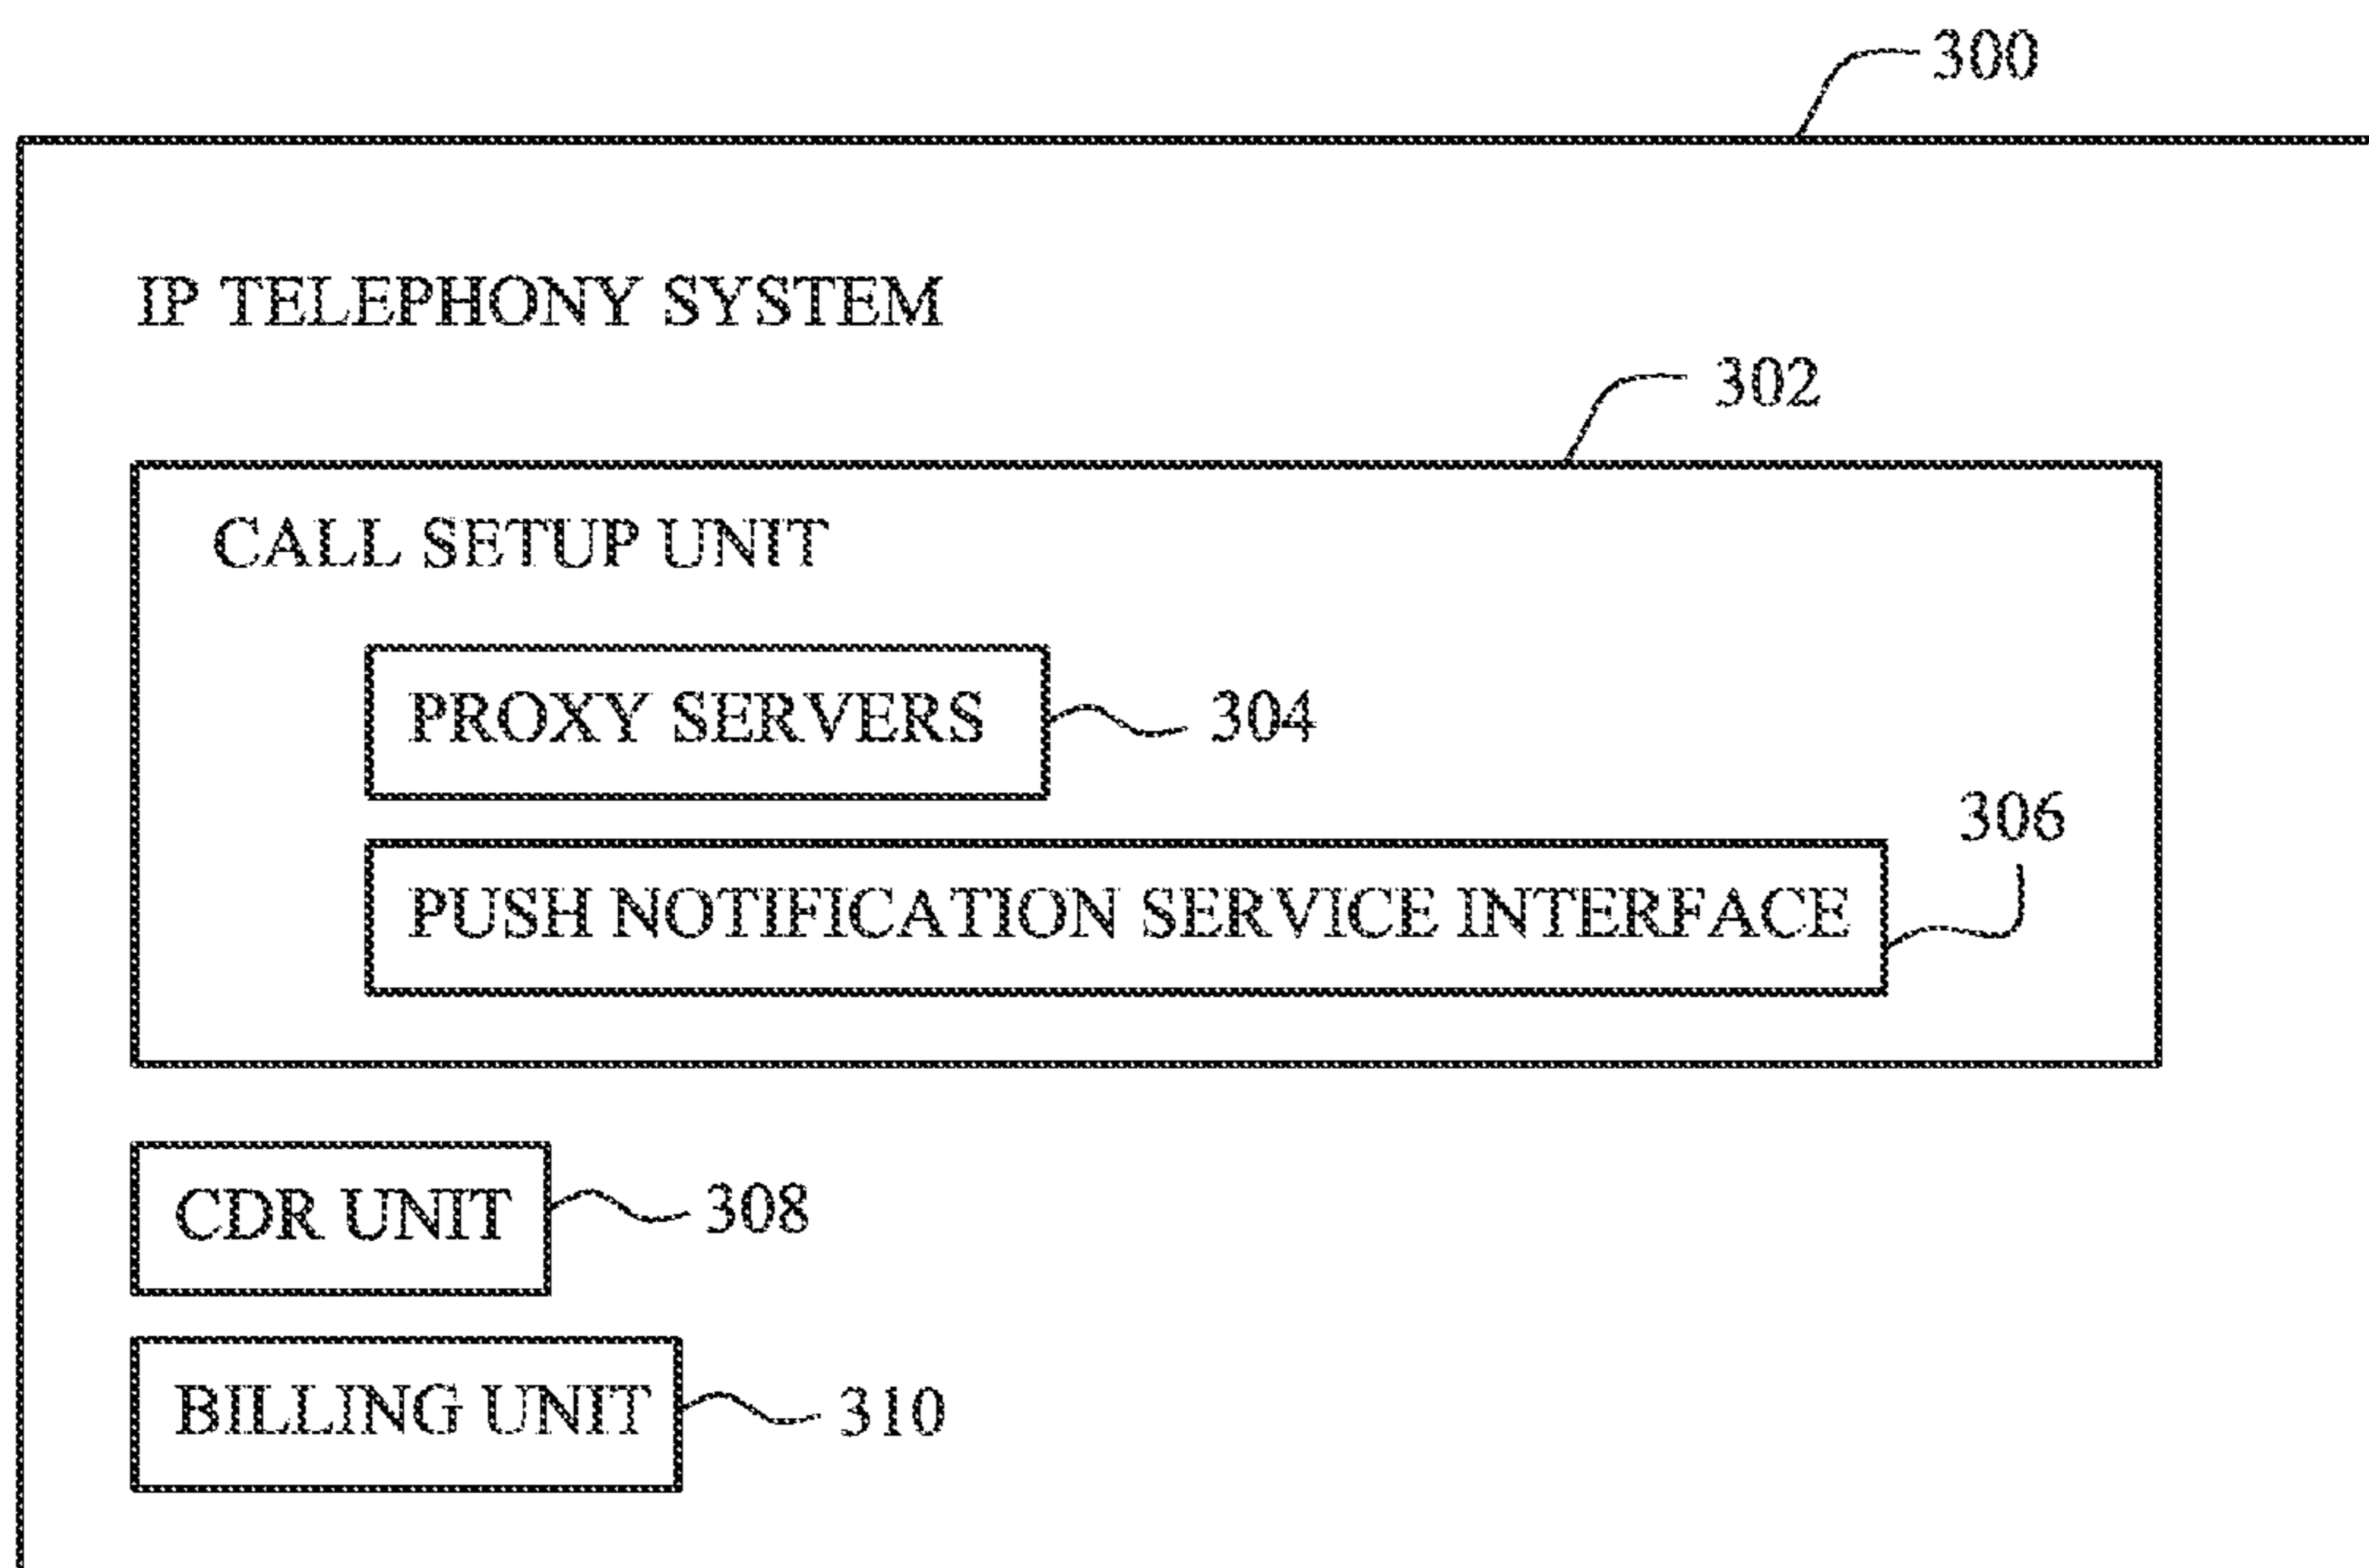 300
IP TELEPHONY SYSTEM
302
CALL SETUP UNIT
PROXY SERVERS 304
306
PUSH NOTIFICATION SERVICE INTERFACE
CDR UNIT 308
BILLING UNIT 310